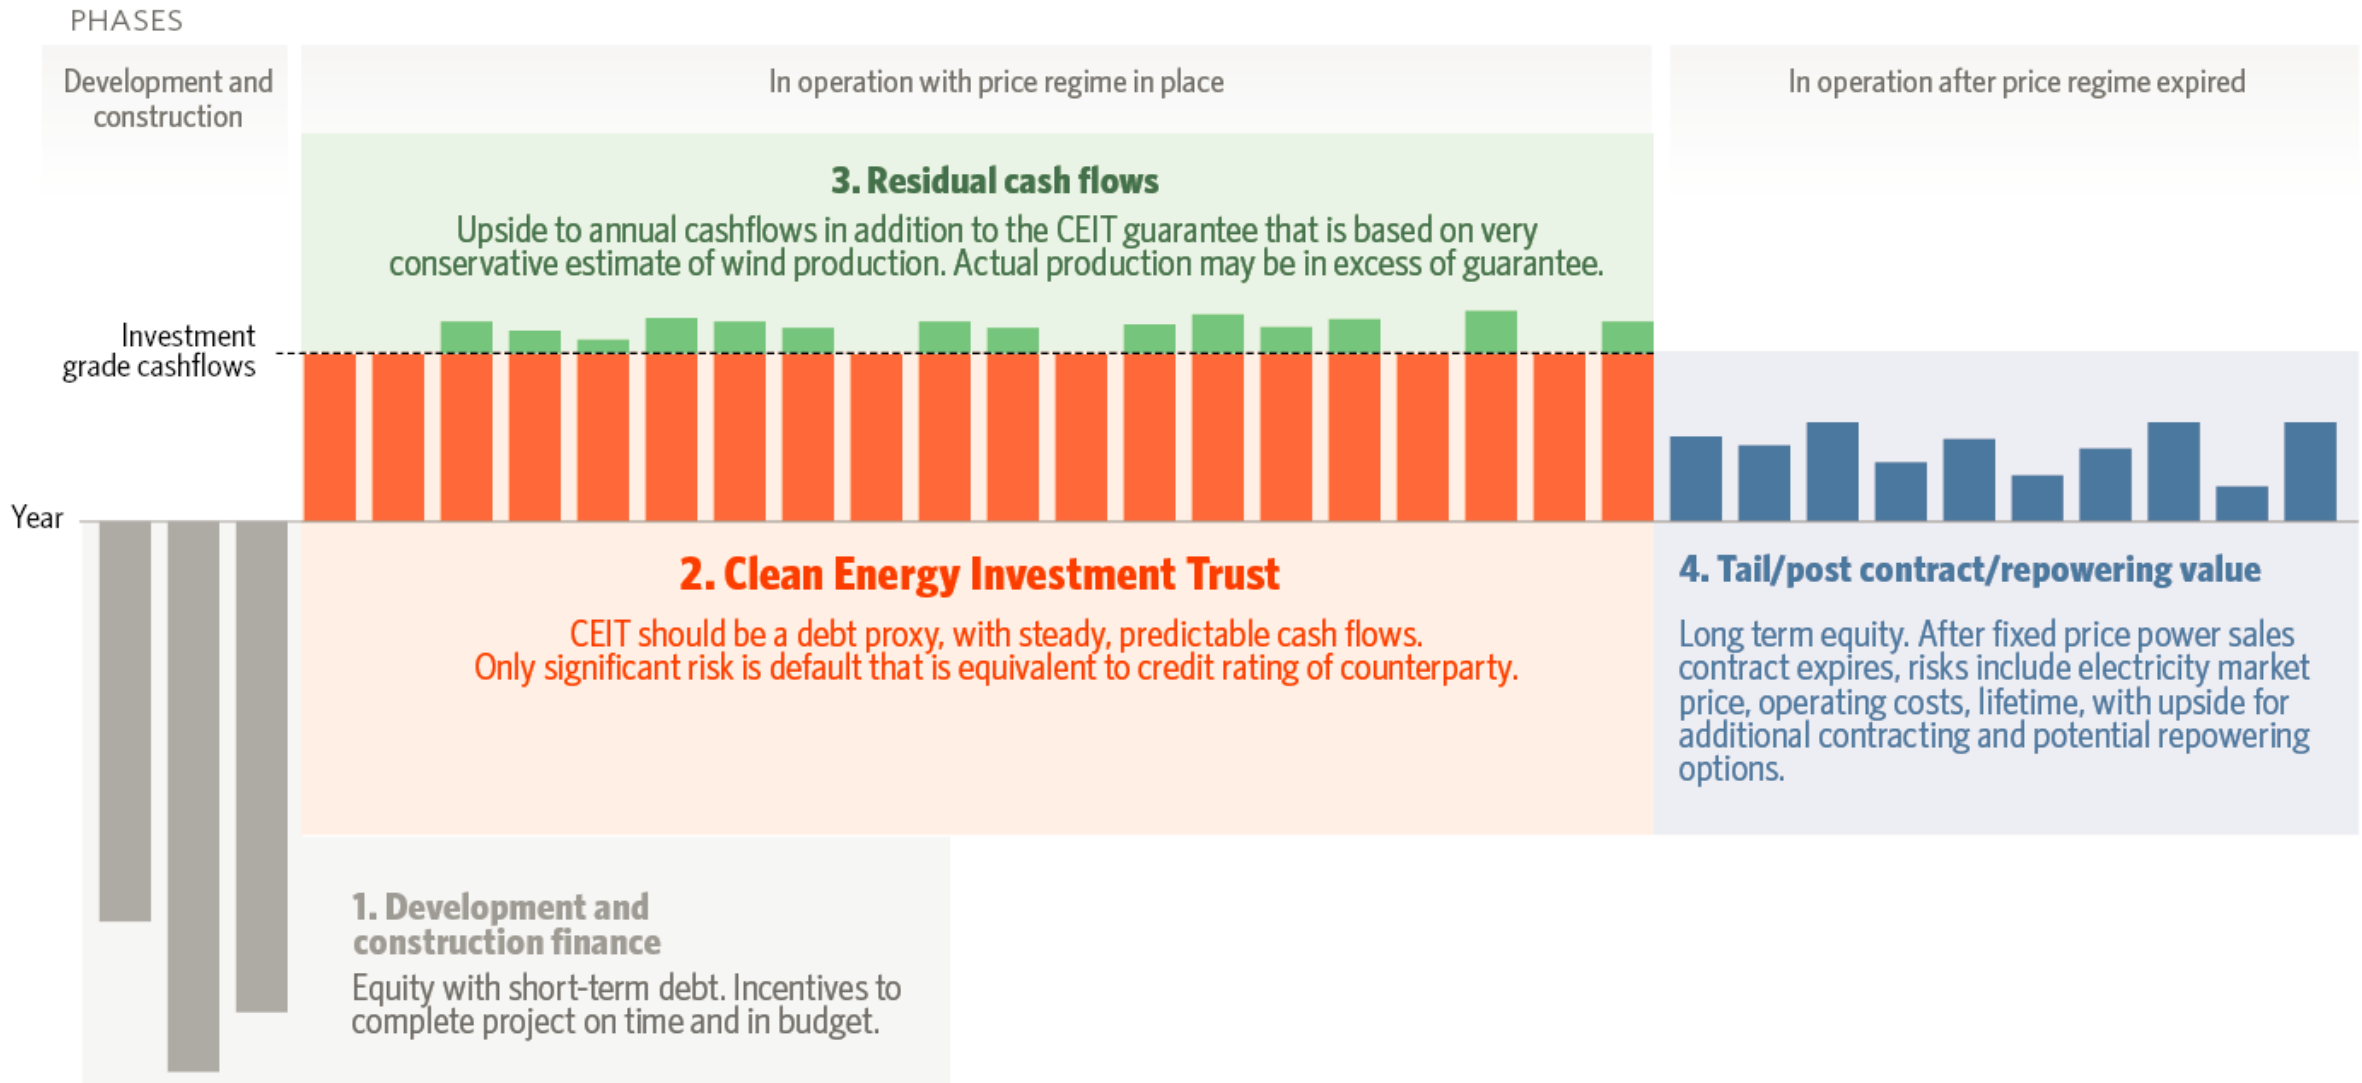 PHASES
Development and
construction
In operation with price regime in place
In operation after price regime expired
3. Residual cash flows
Upside to annual cashflows in addition to the CEIT guarantee that is based on very
conservative estimate of wind production. Actual production may be in excess of guarantee.
Investment
grade cashflows
Year
2. Clean Energy Investment Trust
CEIT should be a debt proxy, with steady, predictable cash flows.
Only significant risk is default that is equivalent to credit rating of counterparty.
4. Tail/post contract/repowering value
Long term equity. After fixed price power sales
contract expires, risks include electricity market
price, operating costs, lifetime, with upside for
additional contracting and potential repowering
options.
1. Development and
construction finance
Equity with short-term debt. Incentives to
complete project on time and in budget.